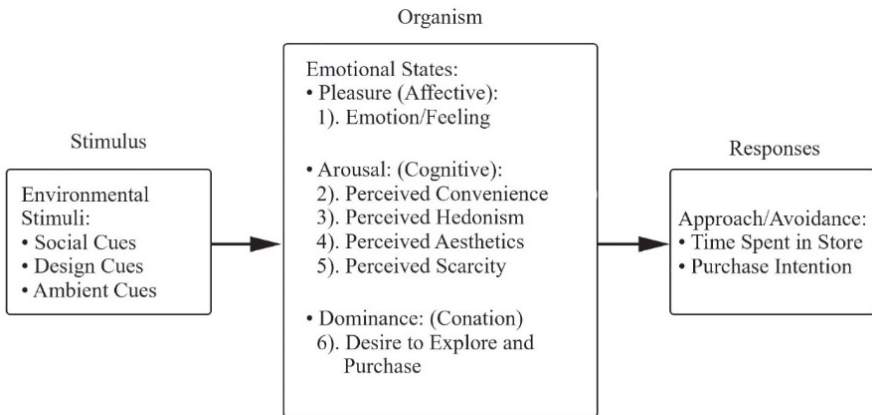 Stimulus
Environmental
Stimuli:
• Social Cues
• Design Cues
• Ambient Cues
Organism
Emotional States:
• Pleasure (Affective):
1). Emotion/Feeling
• Arousal: (Cognitive):
2). Perceived Convenience
3). Perceived Hedonism
4). Perceived Aesthetics
5). Perceived Scarcity
• Dominance: (Conation)
6). Desire to Explore and
Purchase
Responses
Approach/Avoidance:
• Time Spent in Store
• Purchase Intention